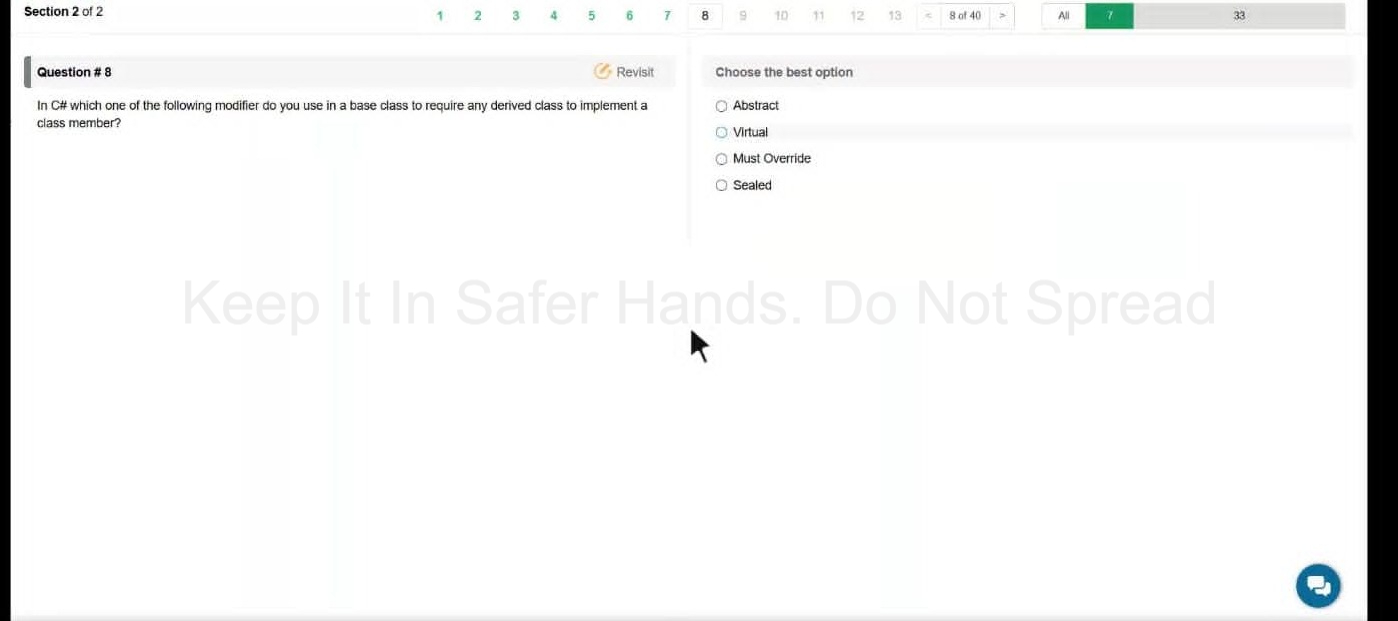 Section 2 of 2
1 2 3 4 5 6 7 8 9 10 11 12 13 < 8 of 40 > All 7 33
Question # 8
Revisit
In C# which one of the following modifier do you use in a base class to require any derived class to implement a
class member?
Choose the best option
Abstract
Virtual
Must Override
Sealed
Keep It In Safer Hands. Do Not Spread